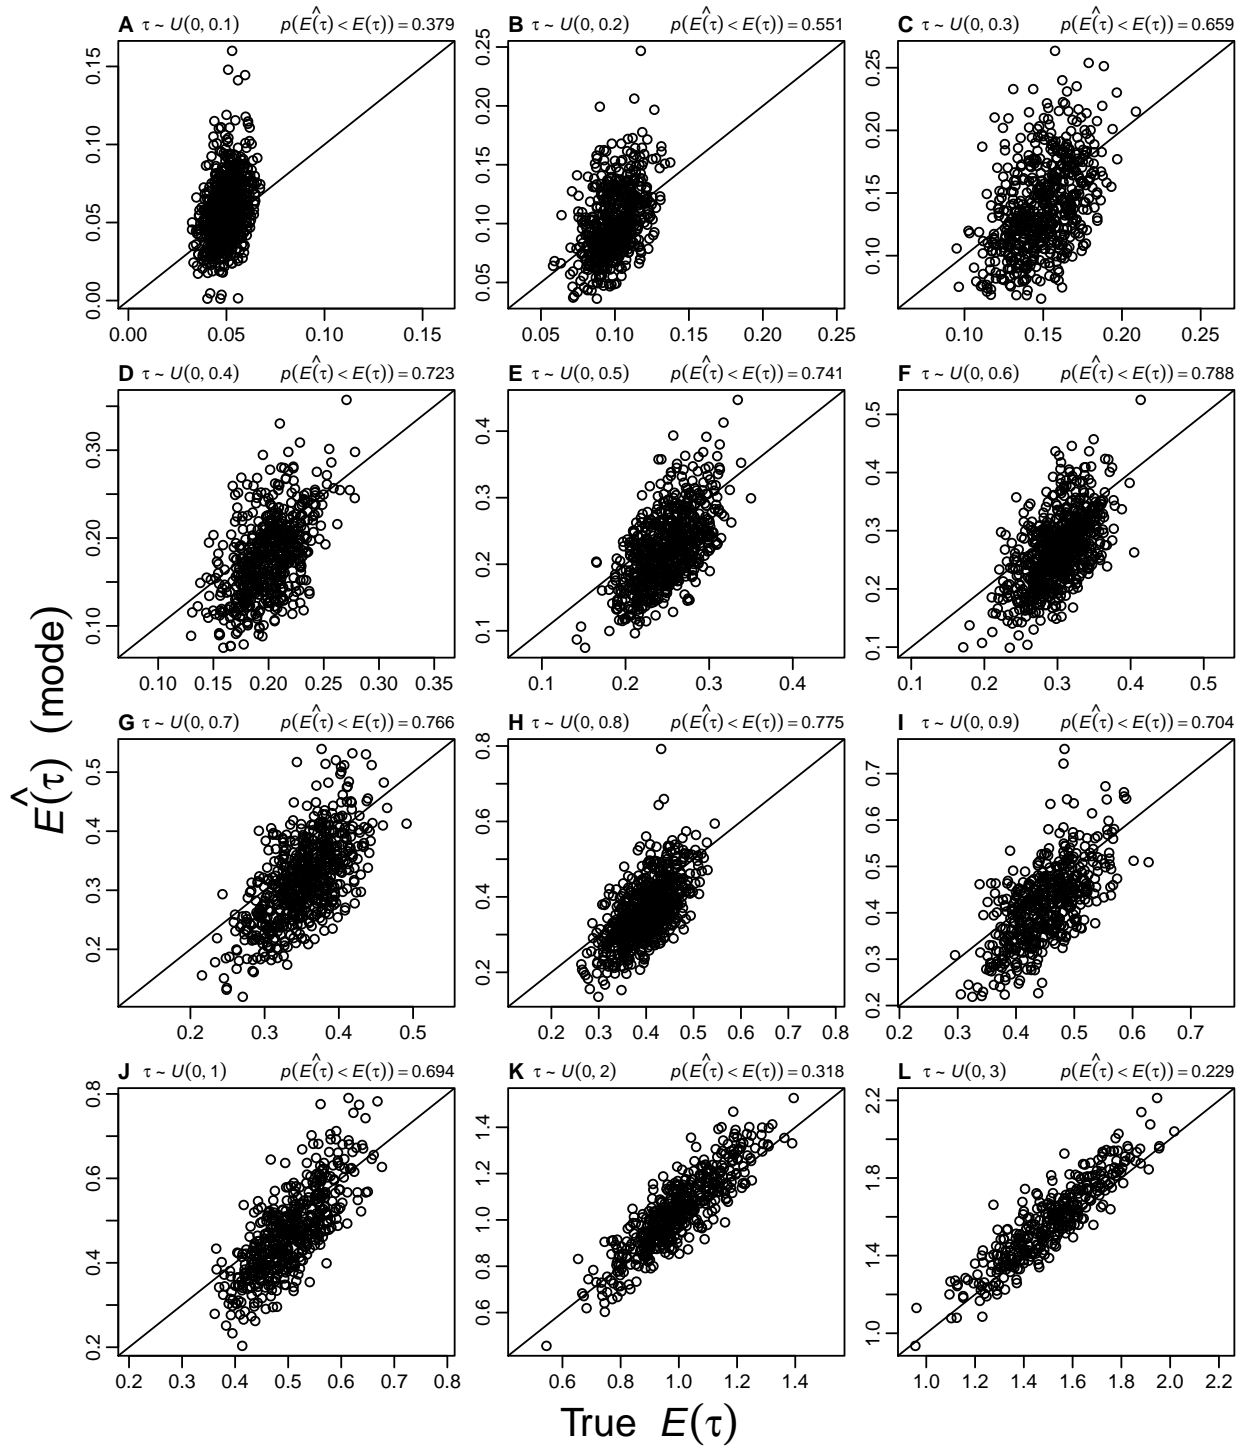 A τ ~ U(0, 0.1) p(Ê(τ) < E(τ)) = 0.379
B τ ~ U(0, 0.2) p(Ê(τ) < E(τ)) = 0.551
C τ ~ U(0, 0.3) p(Ê(τ) < E(τ)) = 0.659
0.15
0.10
0.05
0.00
0.00 0.05 0.10 0.15
0.25
0.20
0.15
0.10
0.05
0.05 0.10 0.15 0.20 0.25
0.25
0.20
0.15
0.10
0.10 0.15 0.20 0.25
D τ ~ U(0, 0.4) p(Ê(τ) < E(τ)) = 0.723
E τ ~ U(0, 0.5) p(Ê(τ) < E(τ)) = 0.741
F τ ~ U(0, 0.6) p(Ê(τ) < E(τ)) = 0.788
0.30
0.20
0.10
0.10 0.15 0.20 0.25 0.30 0.35
0.4
0.3
0.2
0.1
0.1 0.2 0.3 0.4
0.5
0.4
0.3
0.2
0.1
0.1 0.2 0.3 0.4 0.5
Ê(τ) (mode)
G τ ~ U(0, 0.7) p(Ê(τ) < E(τ)) = 0.766
H τ ~ U(0, 0.8) p(Ê(τ) < E(τ)) = 0.775
I τ ~ U(0, 0.9) p(Ê(τ) < E(τ)) = 0.704
0.5
0.4
0.3
0.2
0.2 0.3 0.4 0.5
0.8
0.6
0.4
0.2
0.2 0.3 0.4 0.5 0.6 0.7 0.8
0.7
0.6
0.5
0.4
0.3
0.2
0.2 0.3 0.4 0.5 0.6 0.7
J τ ~ U(0, 1) p(Ê(τ) < E(τ)) = 0.694
K τ ~ U(0, 2) p(Ê(τ) < E(τ)) = 0.318
L τ ~ U(0, 3) p(Ê(τ) < E(τ)) = 0.229
0.8
0.6
0.4
0.2
0.2 0.3 0.4 0.5 0.6 0.7 0.8
1.4
1.2
1.0
0.8
0.6
0.6 0.8 1.0 1.2 1.4
2.2
1.8
1.4
1.0
1.0 1.2 1.4 1.6 1.8 2.0 2.2
True E(τ)